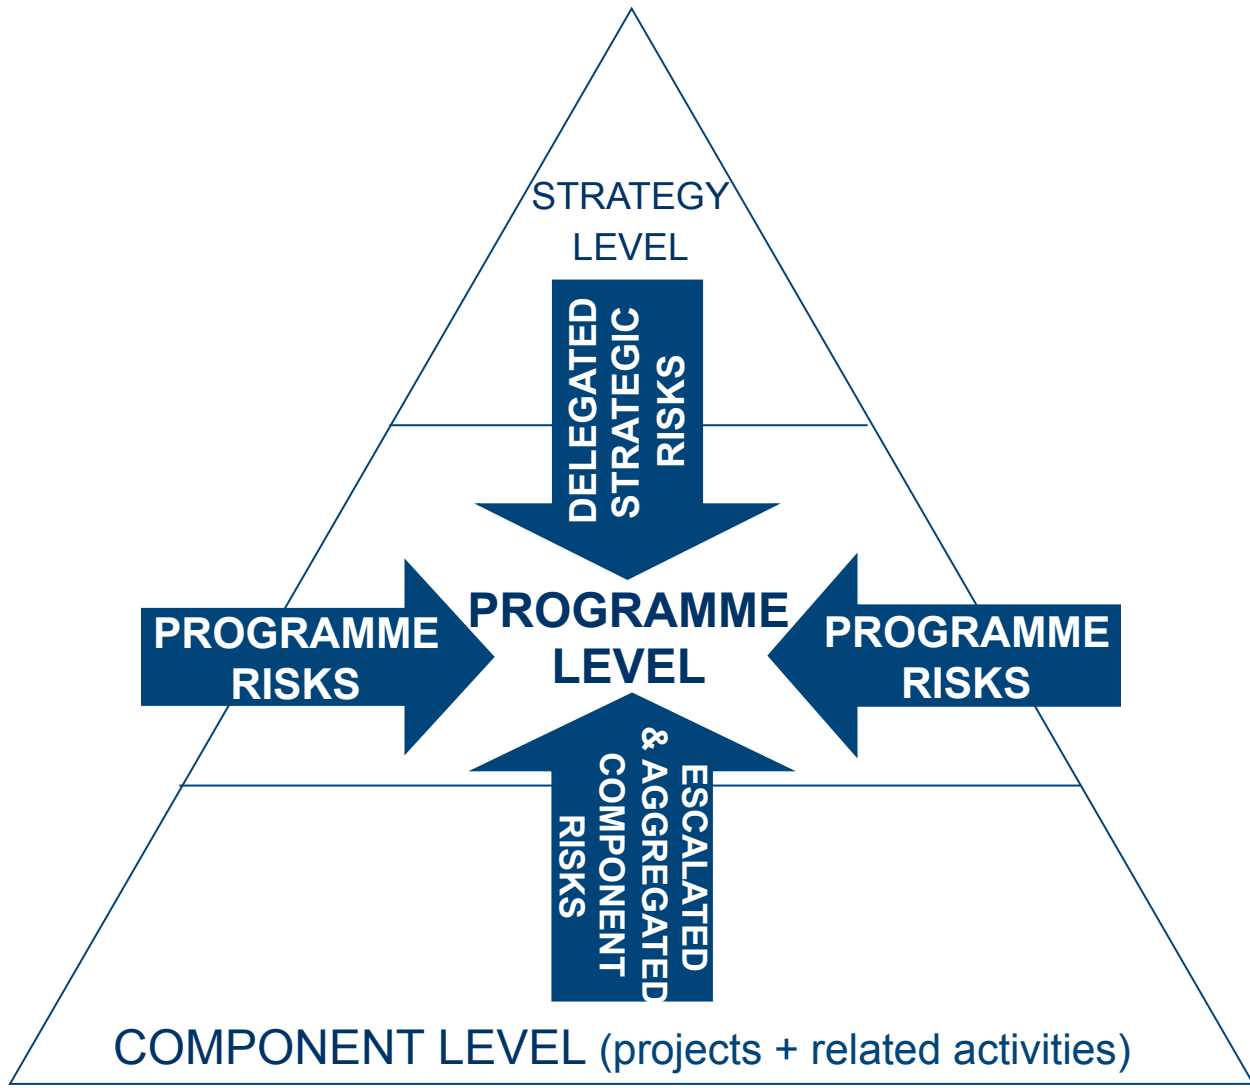 STRATEGY
LEVEL
DELEGATED
STRATEGIC
RISKS
PROGRAMME
RISKS
PROGRAMME
LEVEL
PROGRAMME
RISKS
ESCALATED
& AGGREGATED
COMPONENT
RISKS
COMPONENT LEVEL (projects + related activities)